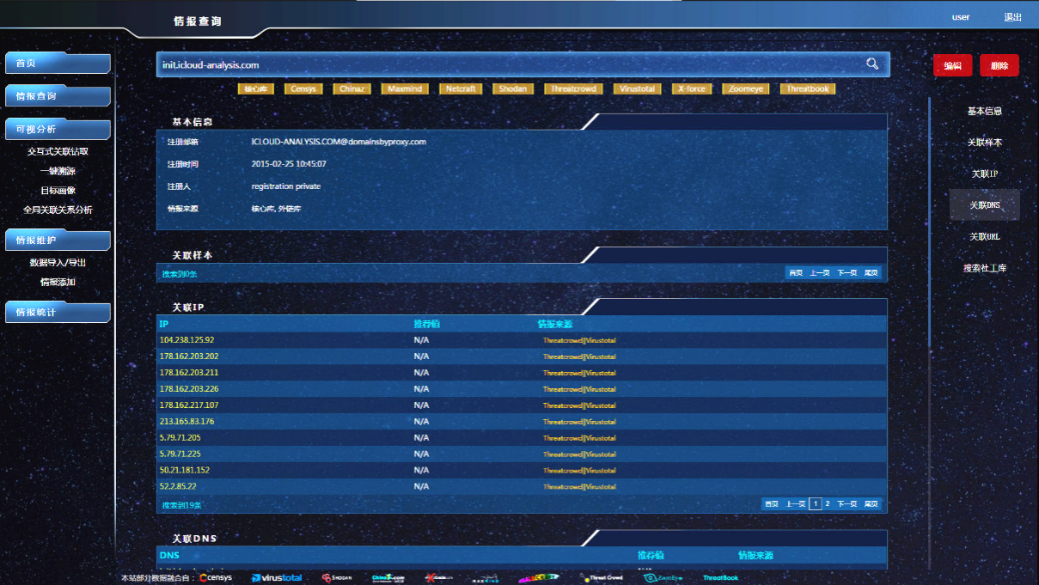 情报查询
user 退出
首页
情报查询
可视分析
交互式关联钻取
一键溯源
目标画像
全局关联关系分析
情报维护
数据导入/导出
情报添加
情报统计
init.icloud-analysis.com
编辑 删除
核心库 Censys Chinaz Maxmind Netcraft Shodan Threatcrowd Virustotal X-force Zoomeye Threatbook
基本信息
注册邮箱 ICLOUD-ANALYSIS.COM@domainsbyproxy.com
注册时间 2015-02-25 10:45:07
注册人 registration private
情报来源 核心库, 外链库
关联样本
搜索到0条 首页 上一页 下一页 尾页
关联IP
IP 推荐值 情报来源
104.238.125.92 N/A Threatcrowd||Virustotal
178.162.203.202 N/A Threatcrowd||Virustotal
178.162.203.211 N/A Threatcrowd||Virustotal
178.162.203.226 N/A Threatcrowd||Virustotal
178.162.217.107 N/A Threatcrowd||Virustotal
213.165.83.176 N/A Threatcrowd||Virustotal
5.79.71.205 N/A Threatcrowd||Virustotal
5.79.71.225 N/A Threatcrowd||Virustotal
50.21.181.152 N/A Threatcrowd||Virustotal
52.2.85.22 N/A Threatcrowd||Virustotal
搜索到19条 首页 上一页 1 2 下一页 尾页
关联DNS
DNS 推荐值 情报来源
基本信息
关联样本
关联IP
关联DNS
关联URL
搜索社工库
本站部分数据融合自： censys virustotal SHODAN Threat Crowd ZoomEye ThreatBook